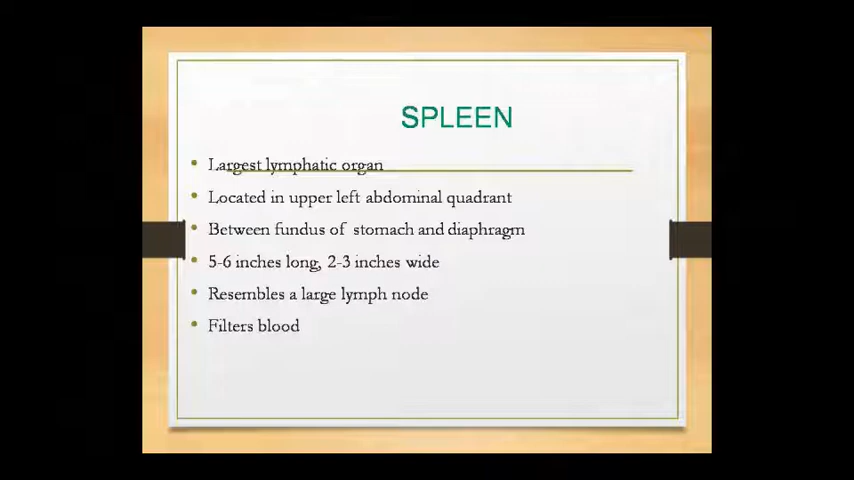 SPLEEN
• Largest lymphatic organ
• Located in upper left abdominal quadrant
• Between fundus of stomach and diaphragm
• 5-6 inches long, 2-3 inches wide
• Resembles a large lymph node
• Filters blood